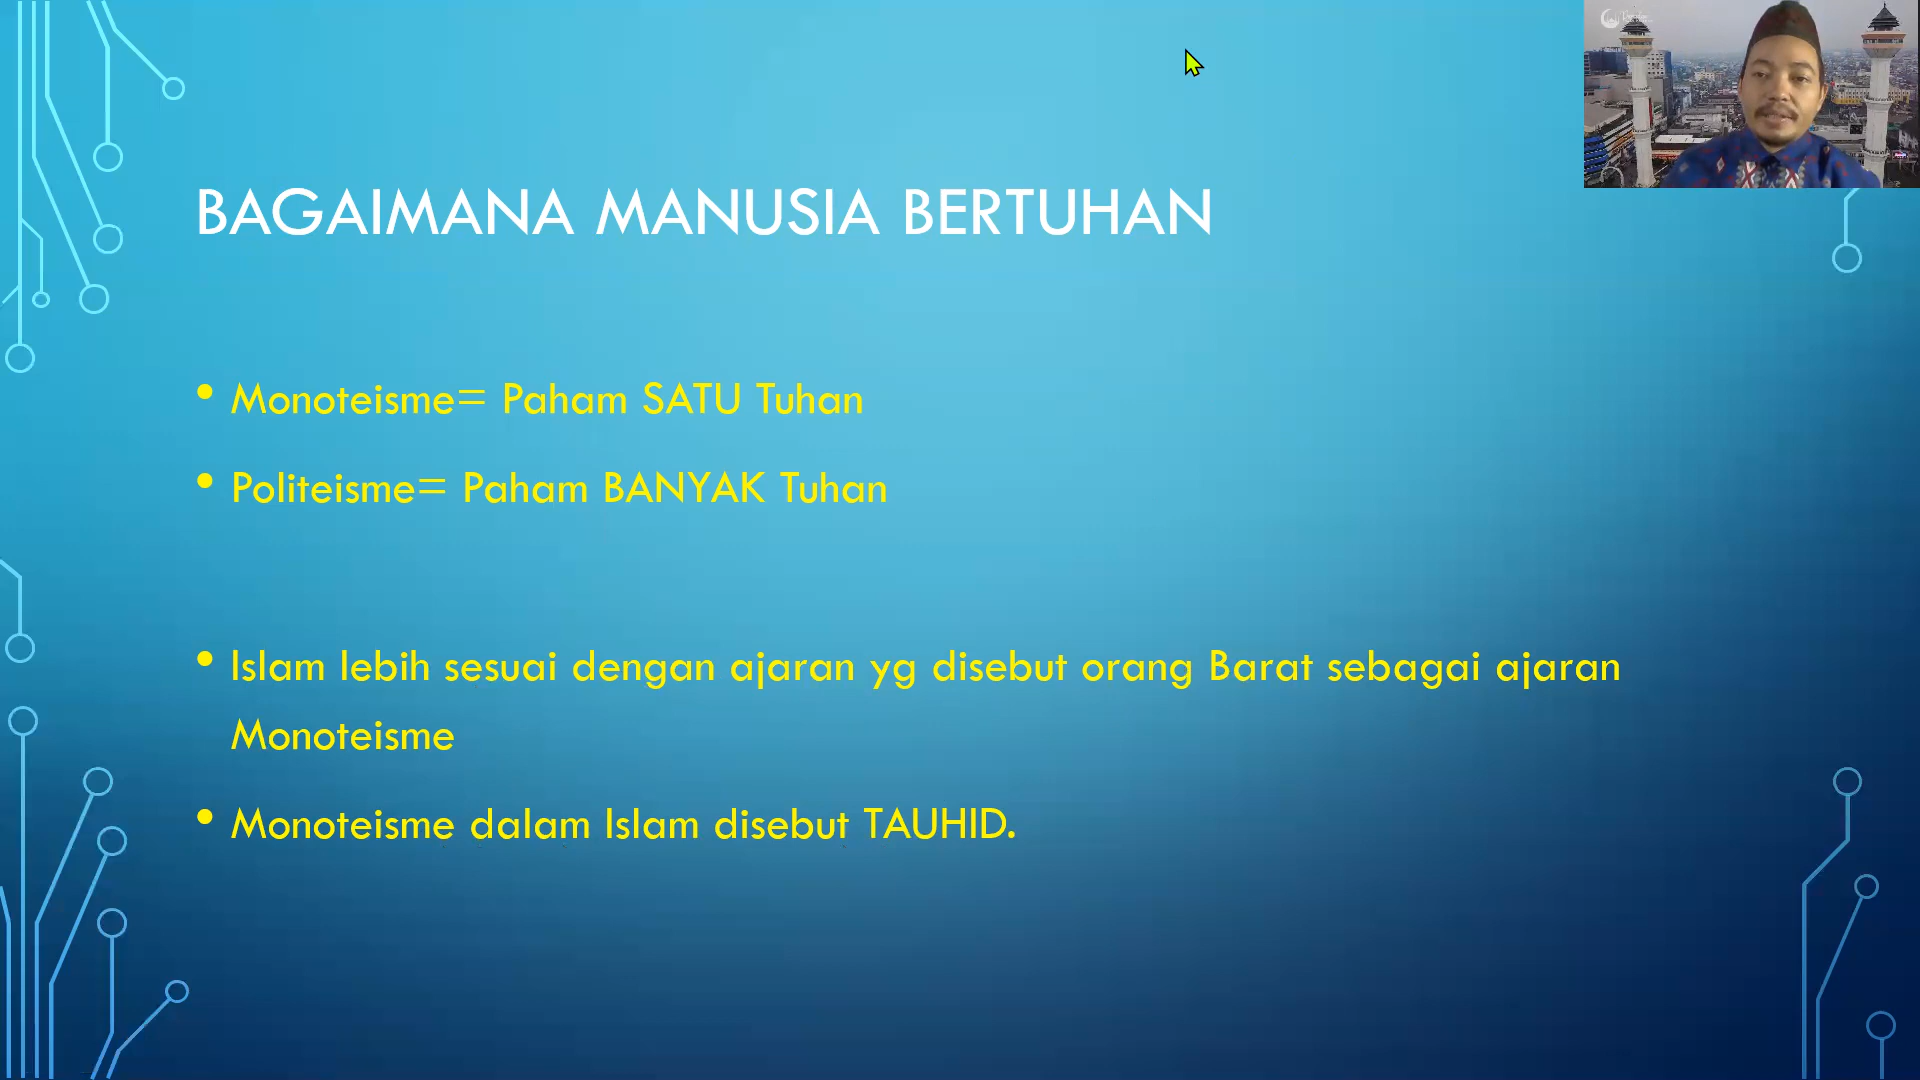 BAGAIMANA MANUSIA BERTUHAN
• Monoteisme= Paham SATU Tuhan
• Politeisme= Paham BANYAK Tuhan
• Islam lebih sesuai dengan ajaran yg disebut orang Barat sebagai ajaran
Monoteisme
• Monoteisme dalam Islam disebut TAUHID.